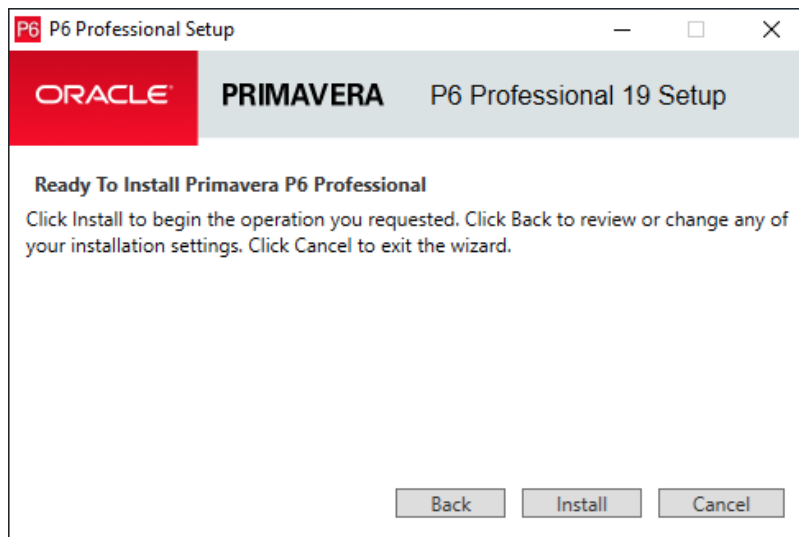 P6 P6 Professional Setup
ORACLE PRIMAVERA P6 Professional 19 Setup
Ready To Install Primavera P6 Professional
Click Install to begin the operation you requested. Click Back to review or change any of
your installation settings. Click Cancel to exit the wizard.
Back Install Cancel